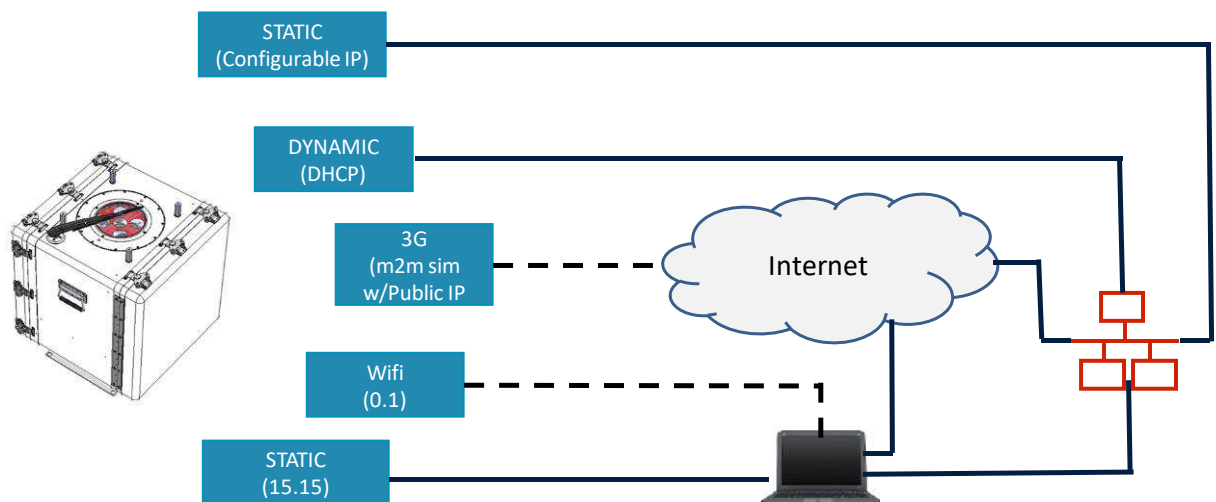 STATIC
(Configurable IP)
DYNAMIC
(DHCP)
3G
(m2m sim
w/Public IP
Internet
Wifi
(0.1)
STATIC
(15.15)